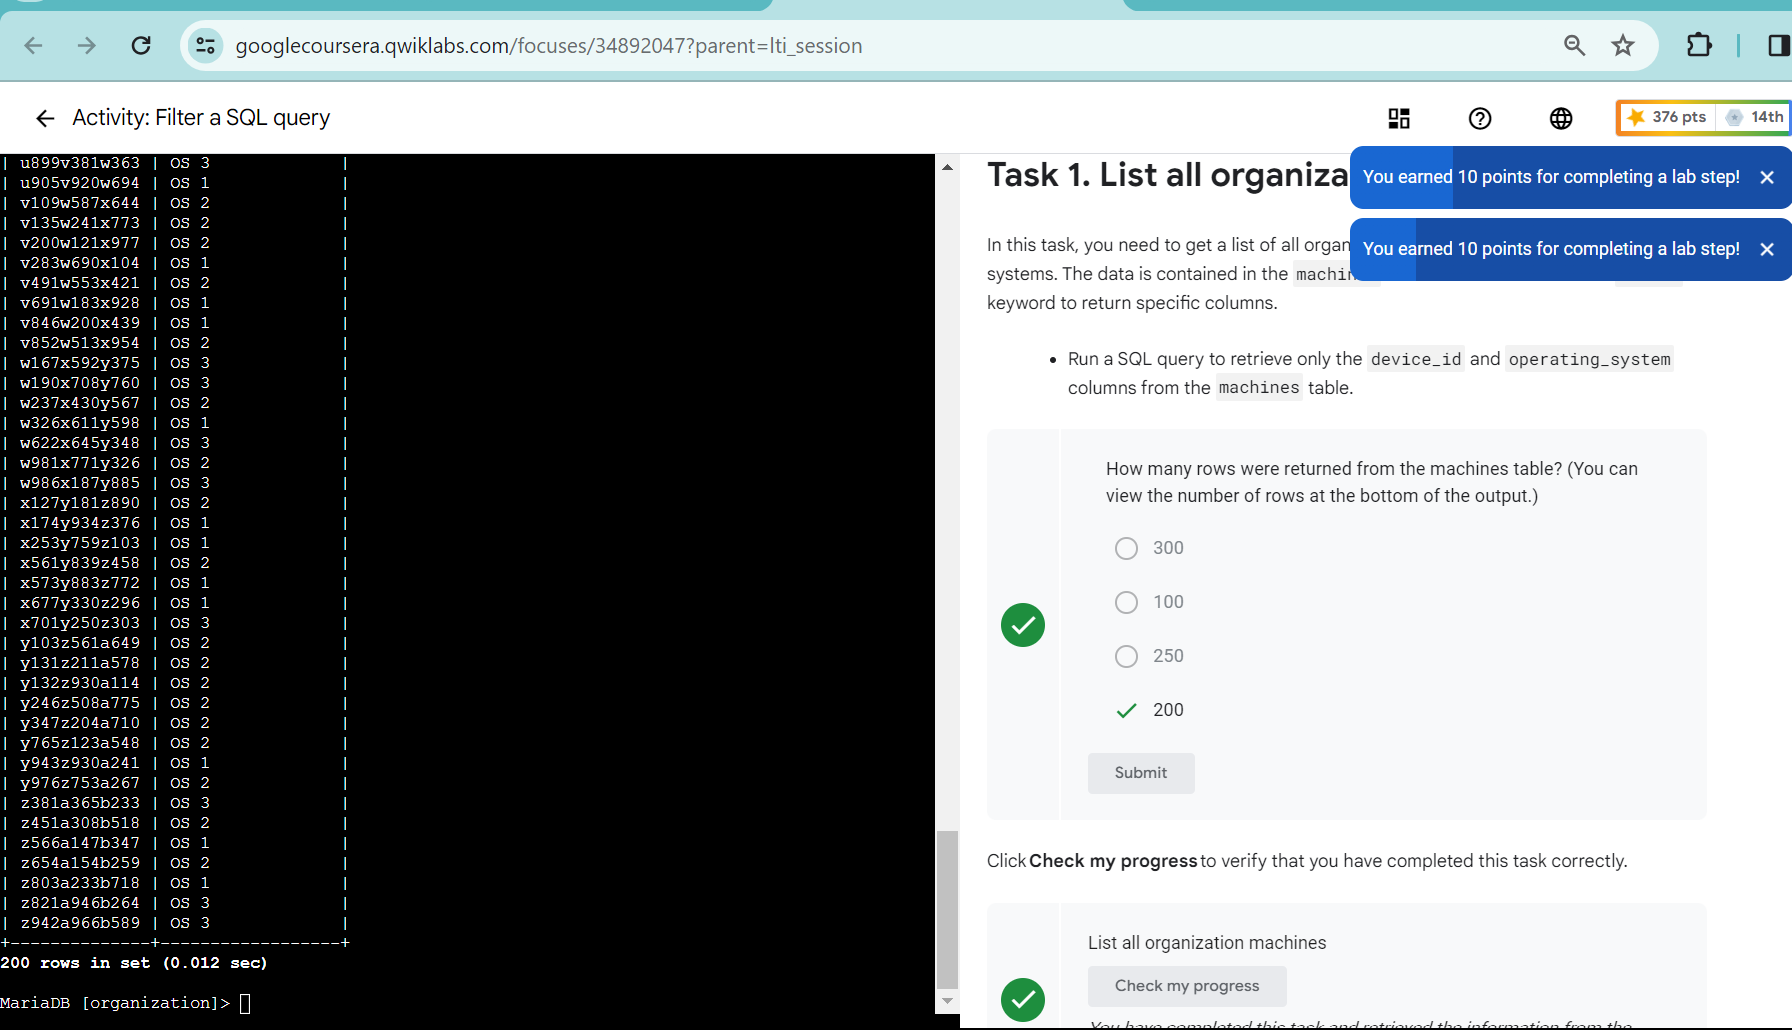 googlecoursera.qwiklabs.com/focuses/34892047?parent=lti_session
Activity: Filter a SQL query
376 pts
14th
| u899v381w363 | OS 3 |
| u905v920w694 | OS 1 |
| v109w587x644 | OS 2 |
| v135w241x773 | OS 2 |
| v200w121x977 | OS 2 |
| v283w690x104 | OS 1 |
| v491w553x421 | OS 2 |
| v691w183x928 | OS 1 |
| v846w200x439 | OS 1 |
| v852w513x954 | OS 2 |
| w167x592y375 | OS 3 |
| w190x708y760 | OS 3 |
| w237x430y567 | OS 2 |
| w326x611y598 | OS 1 |
| w622x645y348 | OS 3 |
| w981x771y326 | OS 2 |
| w986x187y885 | OS 3 |
| x127y181z890 | OS 2 |
| x174y934z376 | OS 1 |
| x253y759z103 | OS 1 |
| x561y839z458 | OS 2 |
| x573y883z772 | OS 1 |
| x677y330z296 | OS 1 |
| x701y250z303 | OS 3 |
| y103z561a649 | OS 2 |
| y131z211a578 | OS 2 |
| y132z930a114 | OS 2 |
| y246z508a775 | OS 2 |
| y347z204a710 | OS 2 |
| y765z123a548 | OS 2 |
| y943z930a241 | OS 1 |
| y976z753a267 | OS 2 |
| z381a365b233 | OS 3 |
| z451a308b518 | OS 2 |
| z566a147b347 | OS 1 |
| z654a154b259 | OS 2 |
| z803a233b718 | OS 1 |
| z821a946b264 | OS 3 |
| z942a966b589 | OS 3 |
+--------------+------------------+
200 rows in set (0.012 sec)
MariaDB [organization]>
Task 1. List all organiza
You earned 10 points for completing a lab step!
You earned 10 points for completing a lab step!
In this task, you need to get a list of all organ
systems. The data is contained in the machin
keyword to return specific columns.
• Run a SQL query to retrieve only the device_id and operating_system
columns from the machines table.
How many rows were returned from the machines table? (You can
view the number of rows at the bottom of the output.)
300
100
250
200
Submit
Click Check my progress to verify that you have completed this task correctly.
List all organization machines
Check my progress
You have completed this task and retrieved the information from the